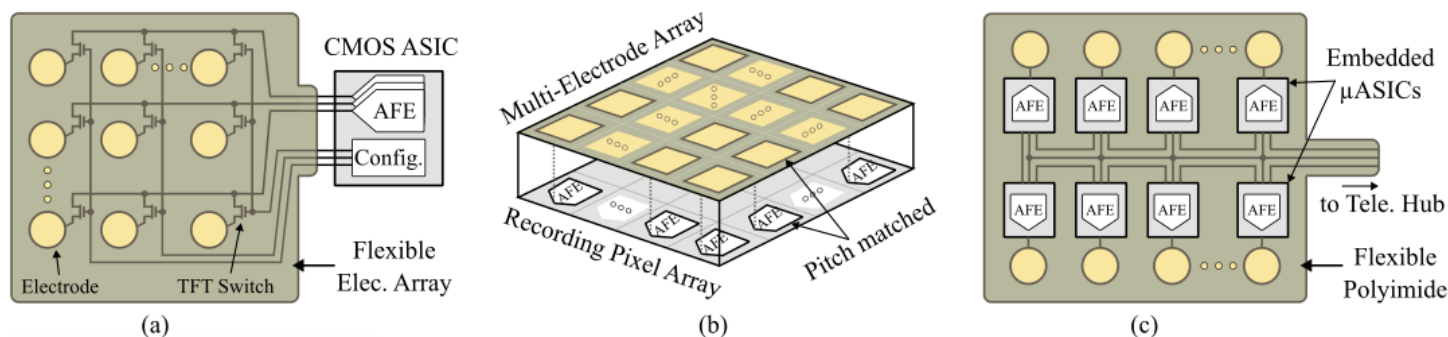 CMOS ASIC
AFE
Config.
Electrode
TFT Switch
Flexible
Elec. Array
(a)
Multi-Electrode Array
AFE
AFE
AFE
AFE
AFE
Recording Pixel Array
Pitch matched
(b)
Embedded
µASICs
AFE
AFE
AFE
AFE
AFE
AFE
AFE
AFE
to Tele. Hub
Flexible
Polyimide
(c)